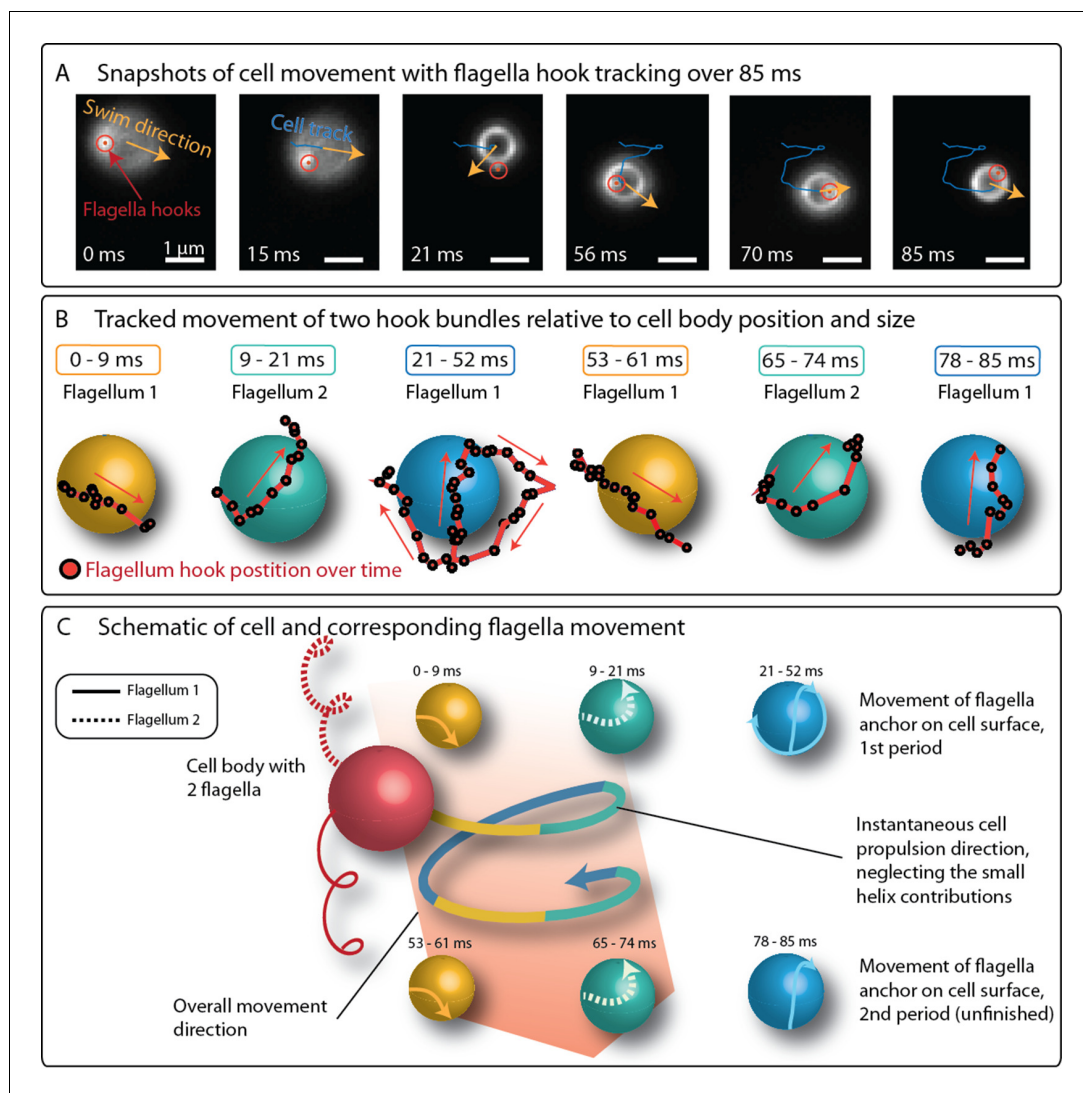 A Snapshots of cell movement with flagella hook tracking over 85 ms
Swim direction
Flagella hooks
0 ms
1 μm
Cell track
15 ms
21 ms
56 ms
70 ms
85 ms
B Tracked movement of two hook bundles relative to cell body position and size
0 - 9 ms
Flagellum 1
9 - 21 ms
Flagellum 2
21 - 52 ms
Flagellum 1
53 - 61 ms
Flagellum 1
65 - 74 ms
Flagellum 2
78 - 85 ms
Flagellum 1
Flagellum hook postition over time
C Schematic of cell and corresponding flagella movement
Flagellum 1
Flagellum 2
Cell body with
2 flagella
0 - 9 ms
9 - 21 ms
21 - 52 ms
Movement of flagella
anchor on cell surface,
1st period
Instantaneous cell
propulsion direction,
neglecting the small
helix contributions
Overall movement
direction
53 - 61 ms
65 - 74 ms
78 - 85 ms
Movement of flagella
anchor on cell surface,
2nd period (unfinished)